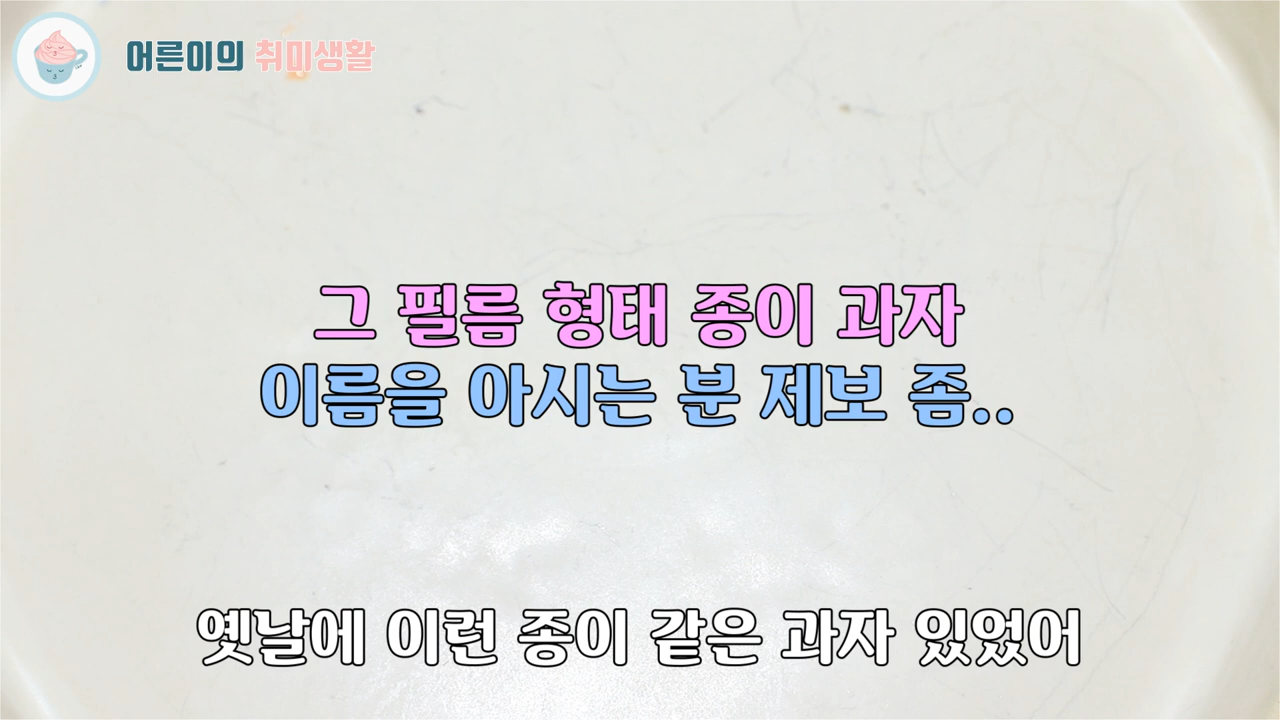 어른이의 취미생활
그 필름 형태 종이 과자
이름을 아시는 분 제보 좀..
옛날에 이런 종이 같은 과자 있었어